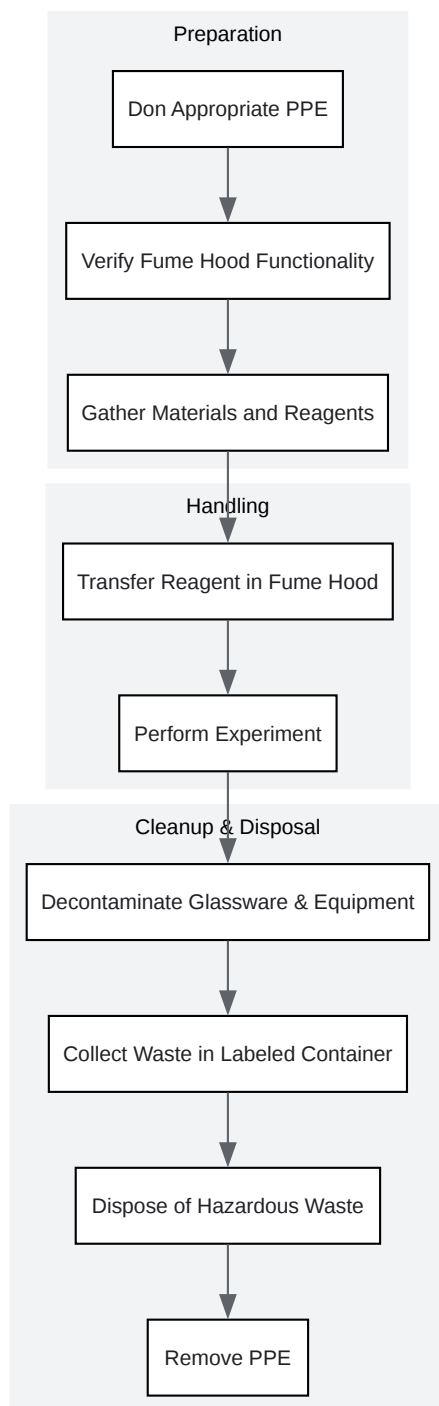 Preparation
Don Appropriate PPE
Verify Fume Hood Functionality
Gather Materials and Reagents
Handling
Transfer Reagent in Fume Hood
Perform Experiment
Cleanup & Disposal
Decontaminate Glassware & Equipment
Collect Waste in Labeled Container
Dispose of Hazardous Waste
Remove PPE